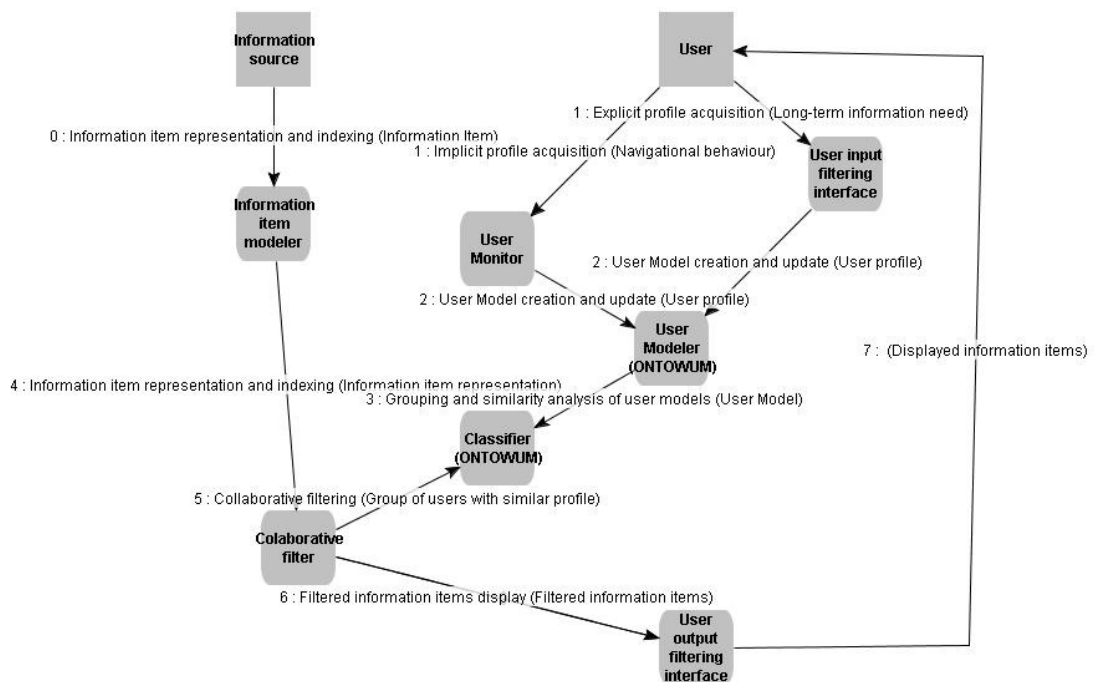 Information
source
User
1 : Explicit profile acquisition (Long-term information need)
0 : Information item representation and indexing (Information Item)
1 : Implicit profile acquisition (Navigational behaviour)
User input
filtering
interface
Information
item
modeler
User
Monitor
2 : User Model creation and update (User profile)
2 : User Model creation and update (User profile)
User
Modeler
(ONTOWUM)
7 : (Displayed information items)
4 : Information item representation and indexing (Information item representation)
3 : Grouping and similarity analysis of user models (User Model)
Classifier
(ONTOWUM)
5 : Collaborative filtering (Group of users with similar profile)
Colaborative
filter
6 : Filtered information items display (Filtered information items)
User
output
filtering
interface